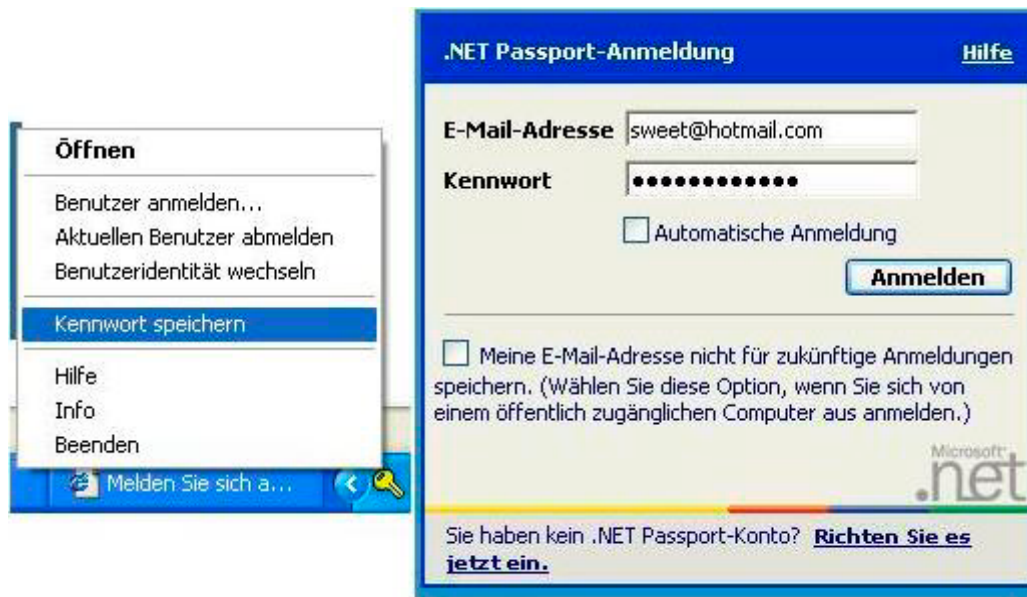 Öffnen
Benutzer anmelden...
Aktuellen Benutzer abmelden
Benutzeridentität wechseln
Kennwort speichern
Hilfe
Info
Beenden
Melden Sie sich a...
.NET Passport-Anmeldung Hilfe
E-Mail-Adresse sweet@hotmail.com
Kennwort ●●●●●●●●●●●●
Automatische Anmeldung
Anmelden
Meine E-Mail-Adresse nicht für zukünftige Anmeldungen
speichern. (Wählen Sie diese Option, wenn Sie sich von
einem öffentlich zugänglichen Computer aus anmelden.)
Microsoft
.net
Sie haben kein .NET Passport-Konto? Richten Sie es
jetzt ein.